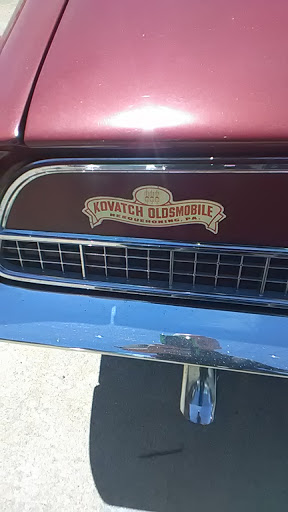 KOVATCH OLDSMOBILE
NESQUEHONING, PA.